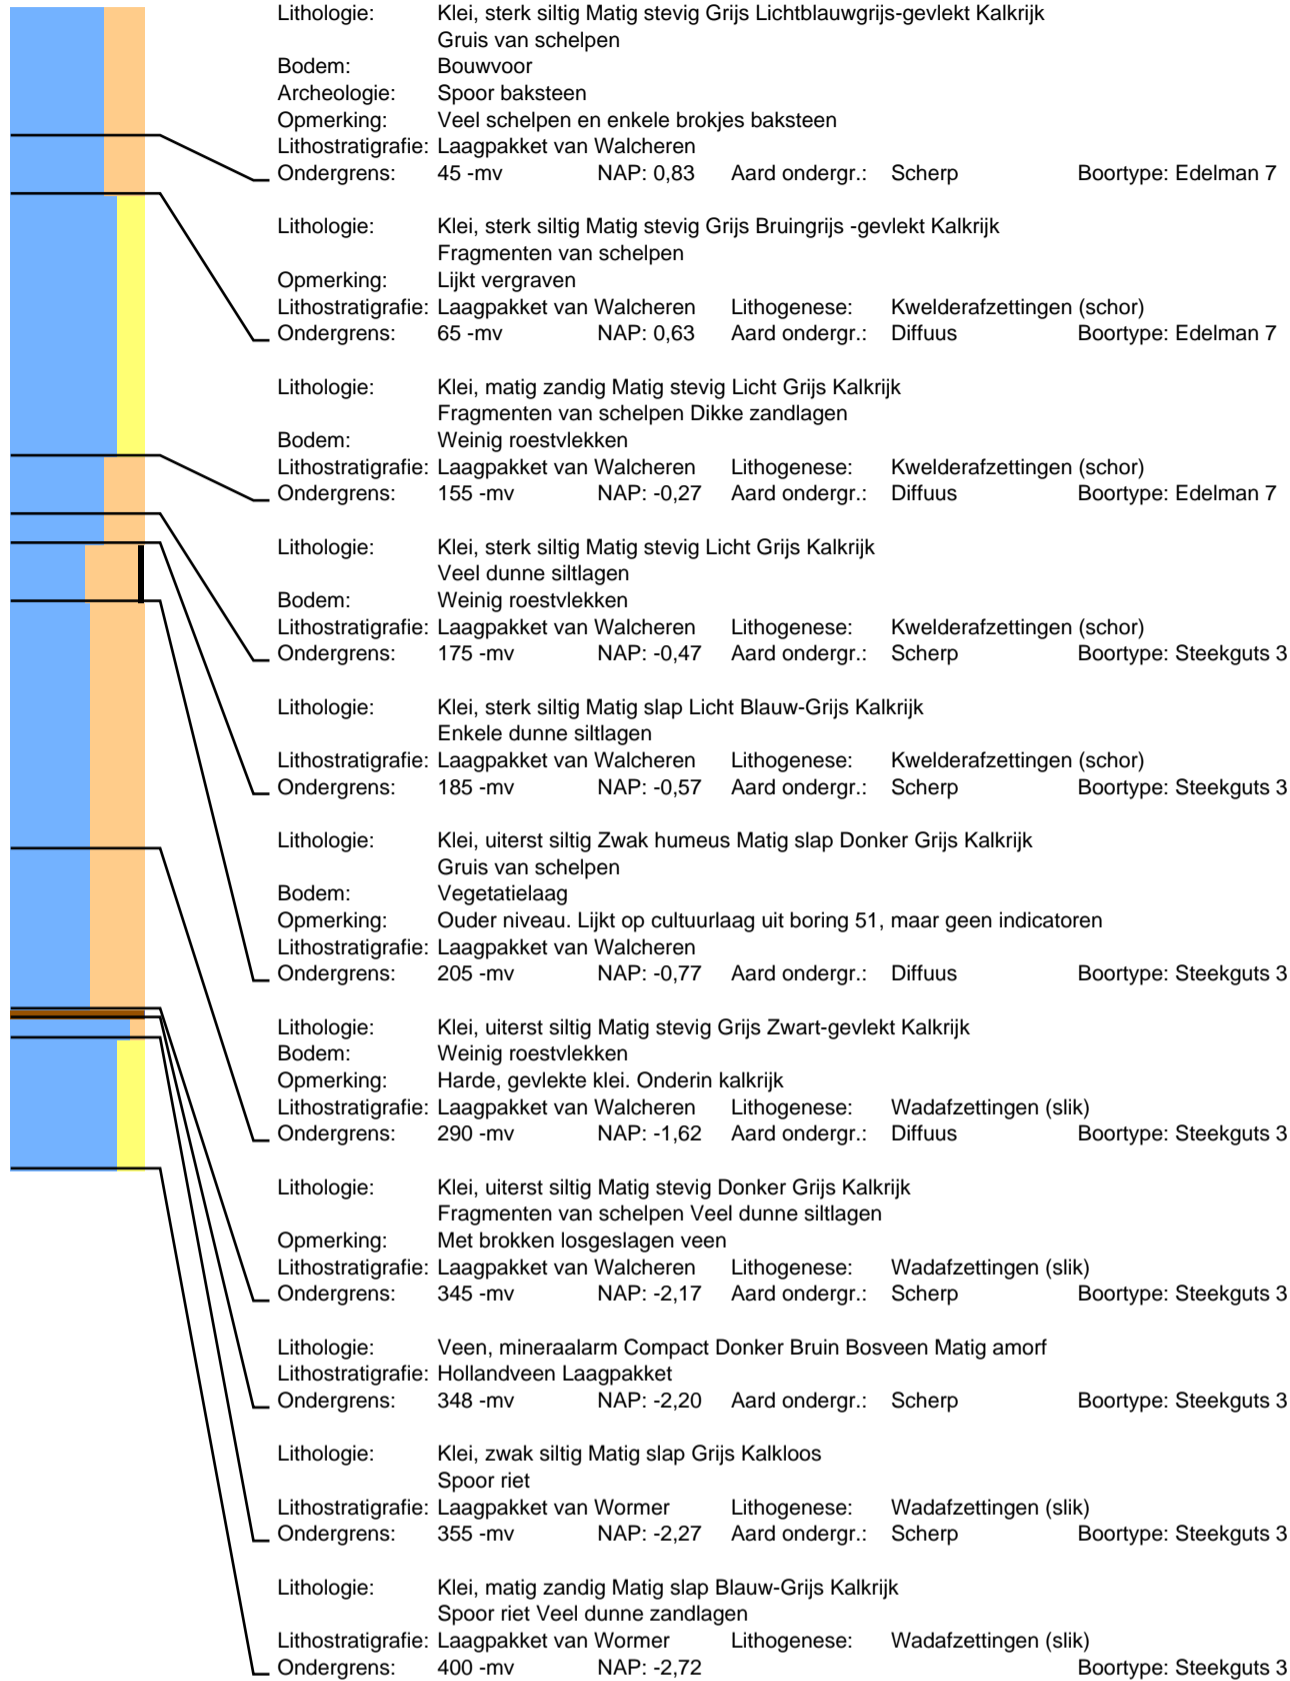 Lithologie: Klei, sterk siltig Matig stevig Grijs Lichtblauwgrijs-gevlekt Kalkrijk
Gruis van schelpen
Bodem: Bouwvoor
Archeologie: Spoor baksteen
Opmerking: Veel schelpen en enkele brokjes baksteen
Lithostratigrafie: Laagpakket van Walcheren
Ondergrens: 45 -mv NAP: 0,83 Aard ondergr.: Scherp Boortype: Edelman 7
Lithologie: Klei, sterk siltig Matig stevig Grijs Bruingrijs -gevlekt Kalkrijk
Fragmenten van schelpen
Opmerking: Lijkt vergraven
Lithostratigrafie: Laagpakket van Walcheren Lithogenese: Kwelderafzettingen (schor)
Ondergrens: 65 -mv NAP: 0,63 Aard ondergr.: Diffuus Boortype: Edelman 7
Lithologie: Klei, matig zandig Matig stevig Licht Grijs Kalkrijk
Fragmenten van schelpen Dikke zandlagen
Bodem: Weinig roestvlekken
Lithostratigrafie: Laagpakket van Walcheren Lithogenese: Kwelderafzettingen (schor)
Ondergrens: 155 -mv NAP: -0,27 Aard ondergr.: Diffuus Boortype: Edelman 7
Lithologie: Klei, sterk siltig Matig stevig Licht Grijs Kalkrijk
Veel dunne siltlagen
Bodem: Weinig roestvlekken
Lithostratigrafie: Laagpakket van Walcheren Lithogenese: Kwelderafzettingen (schor)
Ondergrens: 175 -mv NAP: -0,47 Aard ondergr.: Scherp Boortype: Steekguts 3
Lithologie: Klei, sterk siltig Matig slap Licht Blauw-Grijs Kalkrijk
Enkele dunne siltlagen
Lithostratigrafie: Laagpakket van Walcheren Lithogenese: Kwelderafzettingen (schor)
Ondergrens: 185 -mv NAP: -0,57 Aard ondergr.: Scherp Boortype: Steekguts 3
Lithologie: Klei, uiterst siltig Zwak humeus Matig slap Donker Grijs Kalkrijk
Gruis van schelpen
Bodem: Vegetatielaag
Opmerking: Ouder niveau. Lijkt op cultuurlaag uit boring 51, maar geen indicatoren
Lithostratigrafie: Laagpakket van Walcheren
Ondergrens: 205 -mv NAP: -0,77 Aard ondergr.: Diffuus Boortype: Steekguts 3
Lithologie: Klei, uiterst siltig Matig stevig Grijs Zwart-gevlekt Kalkrijk
Bodem: Weinig roestvlekken
Opmerking: Harde, gevlekte klei. Onderin kalkrijk
Lithostratigrafie: Laagpakket van Walcheren Lithogenese: Wadafzettingen (slik)
Ondergrens: 290 -mv NAP: -1,62 Aard ondergr.: Diffuus Boortype: Steekguts 3
Lithologie: Klei, uiterst siltig Matig stevig Donker Grijs Kalkrijk
Fragmenten van schelpen Veel dunne siltlagen
Opmerking: Met brokken losgeslagen veen
Lithostratigrafie: Laagpakket van Walcheren Lithogenese: Wadafzettingen (slik)
Ondergrens: 345 -mv NAP: -2,17 Aard ondergr.: Scherp Boortype: Steekguts 3
Lithologie: Veen, mineraalarm Compact Donker Bruin Bosveen Matig amorf
Lithostratigrafie: Hollandveen Laagpakket
Ondergrens: 348 -mv NAP: -2,20 Aard ondergr.: Scherp Boortype: Steekguts 3
Lithologie: Klei, zwak siltig Matig slap Grijs Kalkloos
Spoor riet
Lithostratigrafie: Laagpakket van Wormer Lithogenese: Wadafzettingen (slik)
Ondergrens: 355 -mv NAP: -2,27 Aard ondergr.: Scherp Boortype: Steekguts 3
Lithologie: Klei, matig zandig Matig slap Blauw-Grijs Kalkrijk
Spoor riet Veel dunne zandlagen
Lithostratigrafie: Laagpakket van Wormer Lithogenese: Wadafzettingen (slik)
Ondergrens: 400 -mv NAP: -2,72 Boortype: Steekguts 3